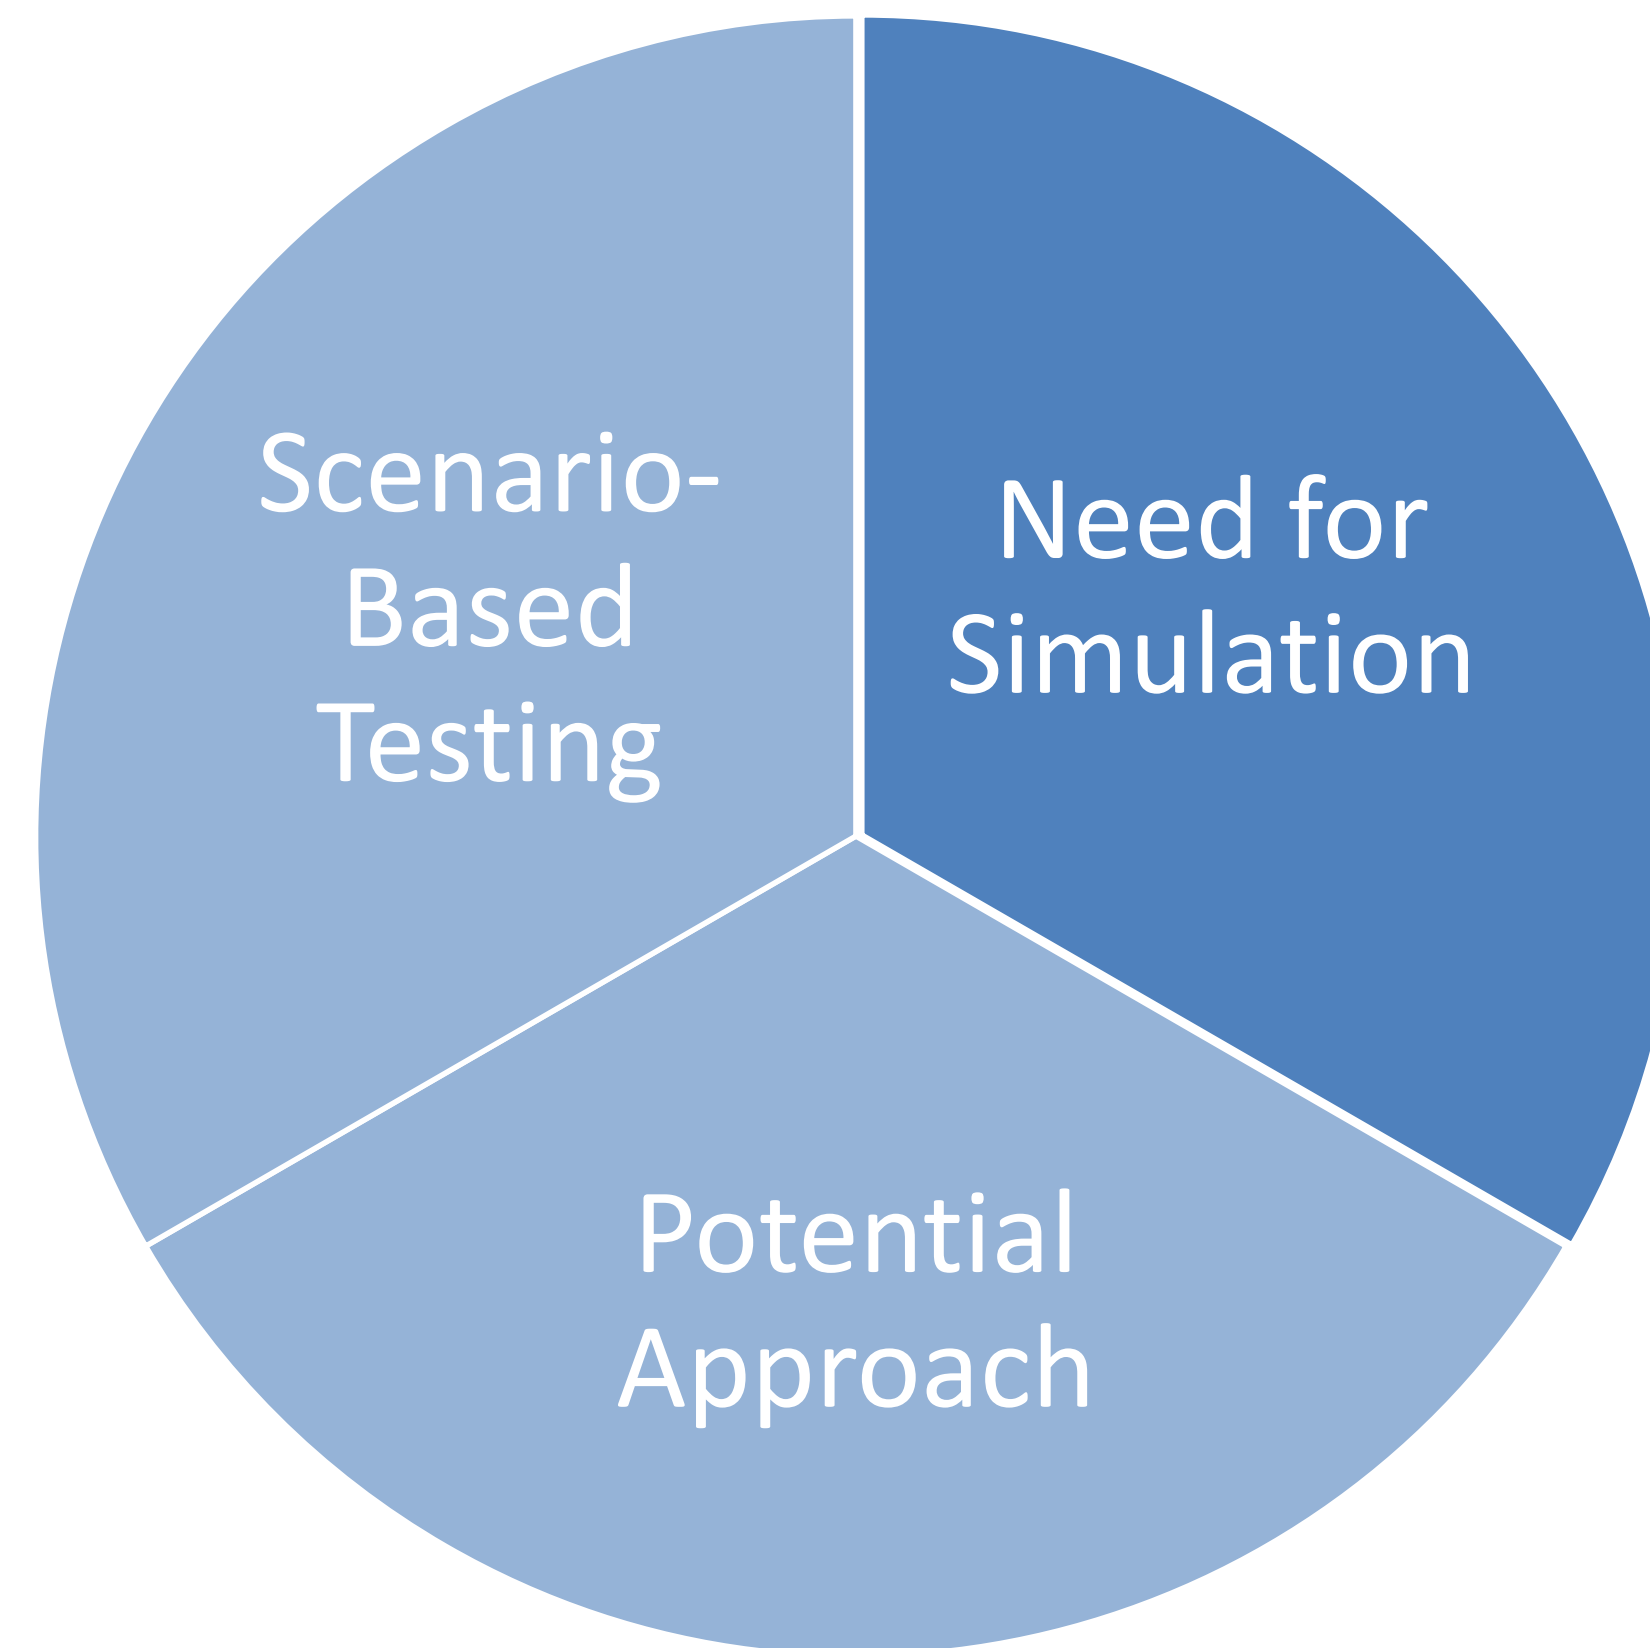 Scenario-
Based
Testing
Need for
Simulation
Potential
Approach